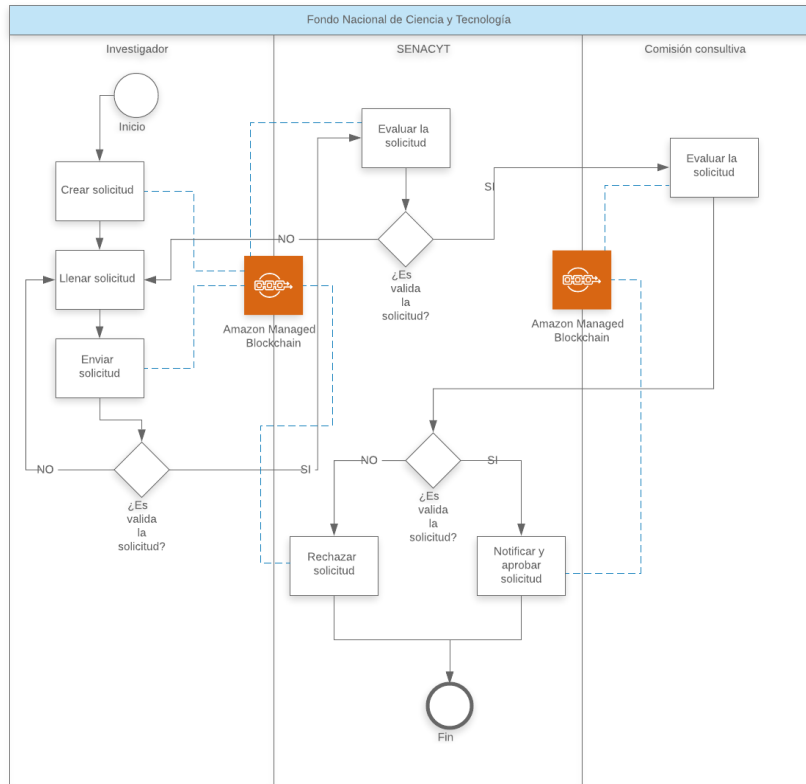 Fondo Nacional de Ciencia y Tecnología
Investigador
SENACYT
Comisión consultiva
Inicio
Evaluar la
solicitud
Evaluar la
solicitud
Crear solicitud
SI
NO
Llenar solicitud
¿Es
valida
la
solicitud?
Amazon Managed
Blockchain
Amazon Managed
Blockchain
Enviar
solicitud
NO
SI
¿Es
valida
la
solicitud?
NO
SI
¿Es
valida
la
solicitud?
Rechazar
solicitud
Notificar y
aprobar
solicitud
Fin